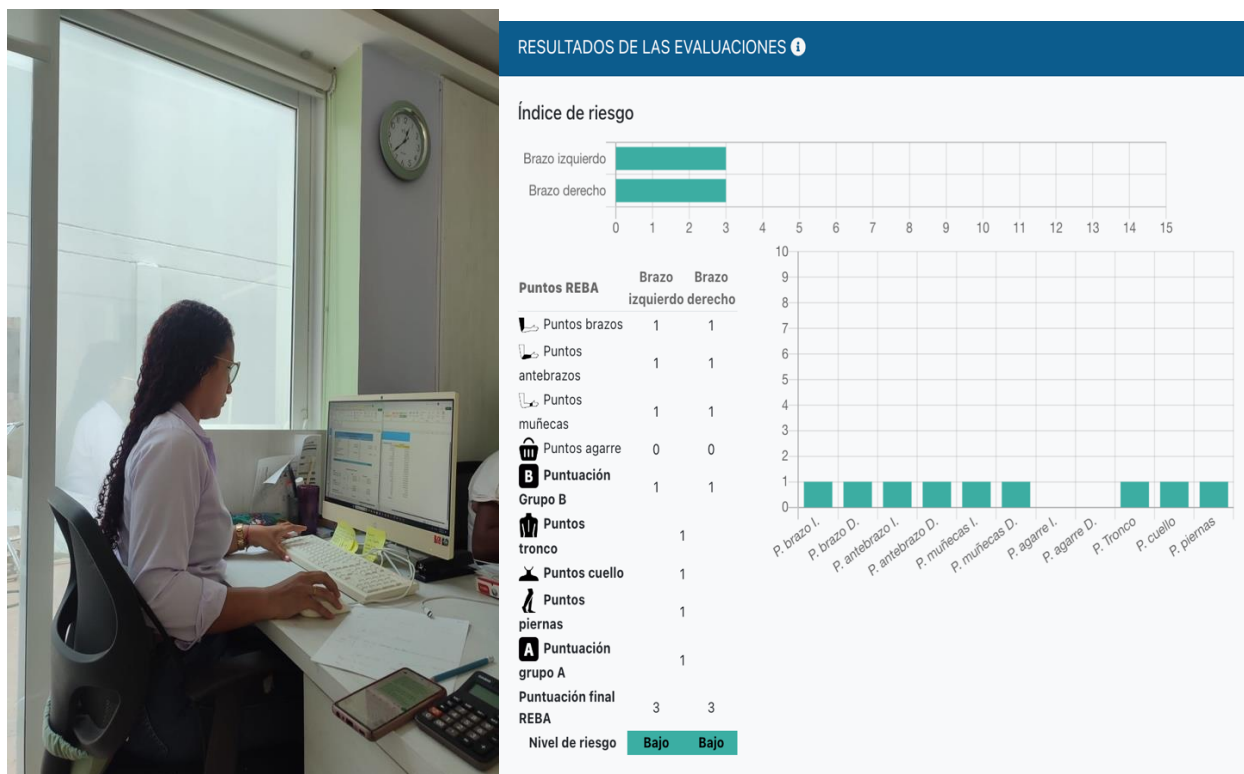 RESULTADOS DE LAS EVALUACIONES
Índice de riesgo
Brazo izquierdo
Brazo derecho
0 1 2 3 4 5 6 7 8 9 10 11 12 13 14 15
Puntos REBA
Brazo izquierdo
Brazo derecho
Puntos brazos 1 1
Puntos antebrazos 1 1
Puntos muñecas 1 1
Puntos agarre 0 0
B Puntuación Grupo B 1 1
Puntos tronco 1
Puntos cuello 1
Puntos piernas 1
A Puntuación grupo A 1
Puntuación final REBA 3 3
Nivel de riesgo Bajo Bajo
10
9
8
7
6
5
4
3
2
1
0
P. brazo I.
P. brazo D.
P. antebrazo I.
P. antebrazo D.
P. muñecas I.
P. muñecas D.
P. agarre I.
P. agarre D.
P. Tronco
P. cuello
P. piernas